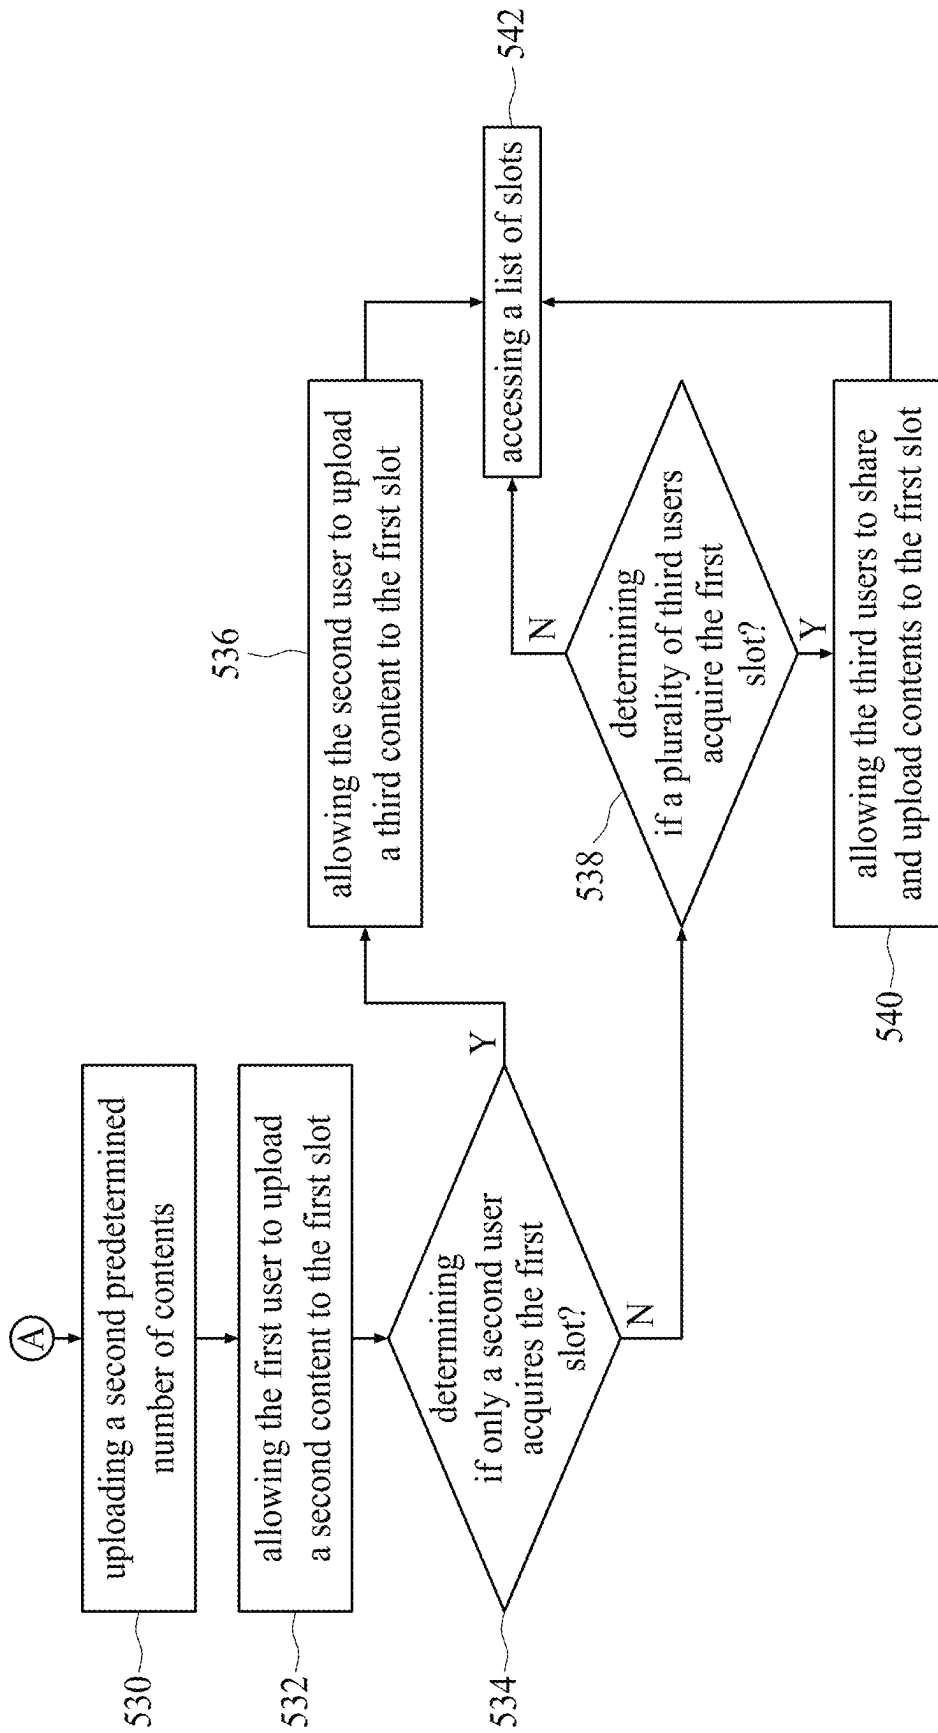 A
uploading a second predetermined
number of contents
530
allowing the first user to upload
a second content to the first slot
532
determining
if only a second user
acquires the first
slot?
534
Y
N
allowing the second user to upload
a third content to the first slot
536
determining
if a plurality of third users
acquire the first
slot?
538
N
Y
allowing the third users to share
and upload contents to the first slot
540
accessing a list of slots
542